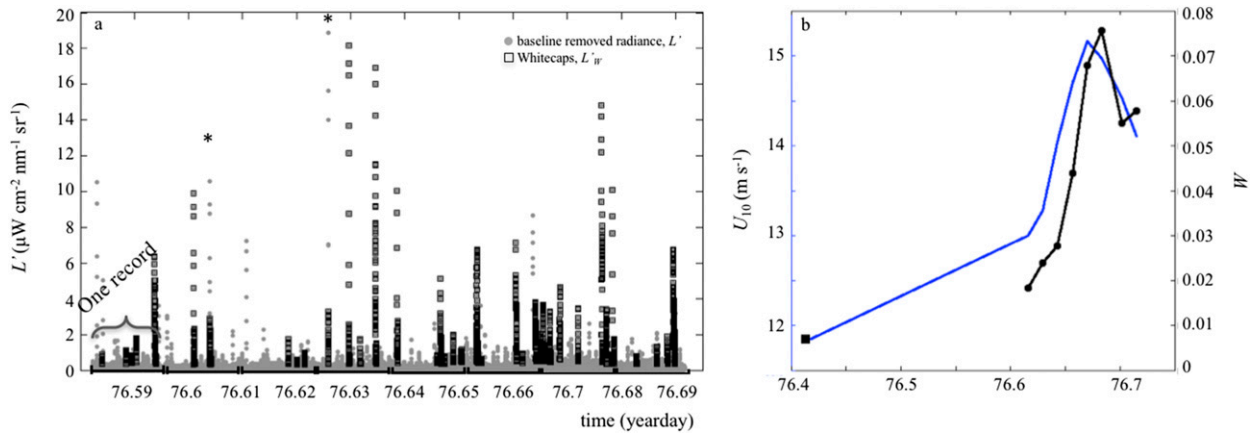 a
20
18
16
14
12
10
8
6
4
2
0
L' (µW cm⁻² nm⁻¹ sr⁻¹)
*
*
baseline removed radiance, L'
Whitecaps, L'W
One record
76.59 76.6 76.61 76.62 76.63 76.64 76.65 76.66 76.7 76.68 76.69
time (yearday)
b
15
14
13
12
U10 (m s⁻¹)
0.08
0.07
0.06
0.05
0.04
0.03
0.02
0.01
0
W
76.4 76.5 76.6 76.7